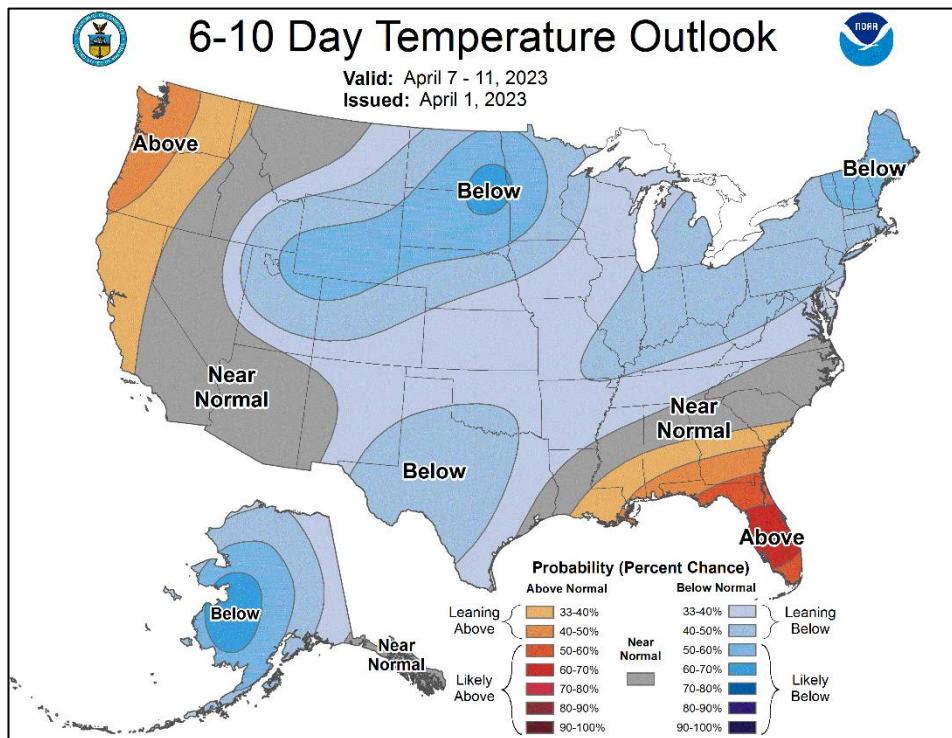 6-10 Day Temperature Outlook
NOAA
Valid: April 7 - 11, 2023
Issued: April 1, 2023
Above
Below
Below
Near
Normal
Near
Normal
Below
Above
Below
Near
Normal
Probability (Percent Chance)
Above Normal
Below Normal
Leaning
Above
33-40%
40-50%
Likely
Above
50-60%
60-70%
70-80%
80-90%
90-100%
Near
Normal
33-40%
40-50%
Leaning
Below
50-60%
60-70%
70-80%
80-90%
90-100%
Likely
Below